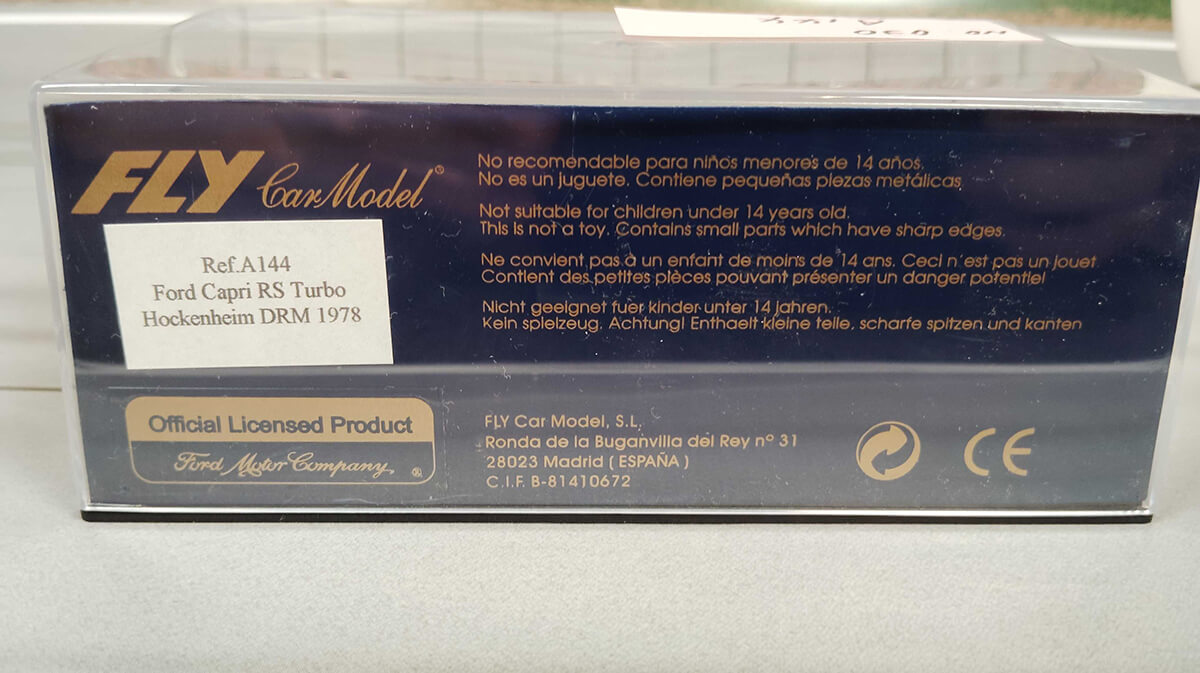 FLY Car Model®
Ref.A144
Ford Capri RS Turbo
Hockenheim DRM 1978
Official Licensed Product
Ford Motor Company, ®
No recomendable para niños menores de 14 años.
No es un juguete. Contiene pequeñas piezas metálicas.
Not suitable for children under 14 years old.
This is not a toy. Contains small parts which have sharp edges.
Ne convient pas à un enfant de moins de 14 ans. Ceci n'est pas un jouet.
Contient des petites pièces pouvant présenter un danger potentiel
Nicht geeignet fuer kinder unter 14 jahren.
Kein spielzeug. Achtung! Enthaelt kleine teile, scharfe spitzen und kanten
FLY Car Model, S.L.
Ronda de la Buganvilla del Rey nº 31
28023 Madrid ( ESPAÑA )
C.I.F. B-81410672
CE